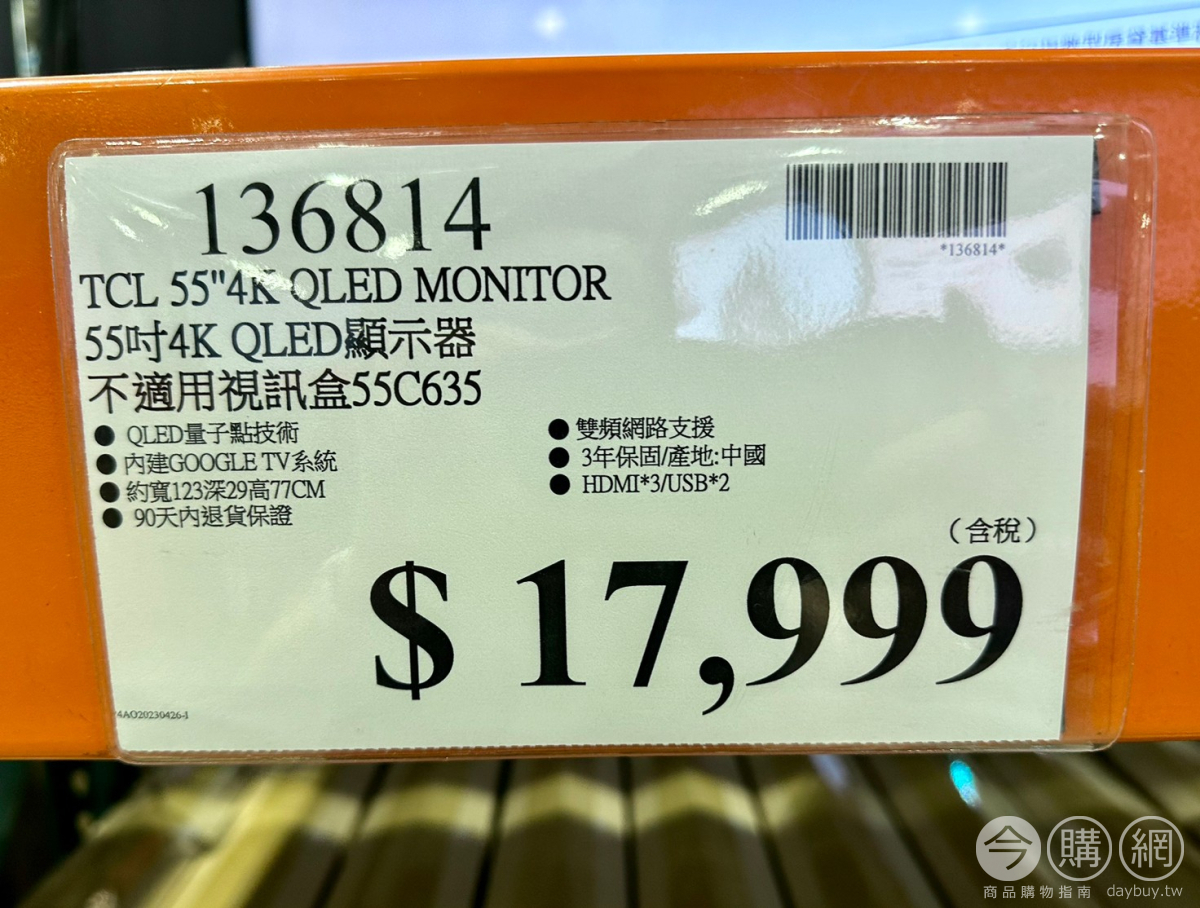 136814
*136814*
TCL 55"4K QLED MONITOR
55吋4K QLED顯示器
不適用視訊盒55C635
● QLED量子點技術
● 內建GOOGLE TV系統
● 約寬123深29高77CM
● 90天內退貨保證
● 雙頻網路支援
● 3年保固/產地:中國
● HDMI*3/USB*2
（含稅）
$ 17,999
4AO20230426-1
今購網
商品購物指南 daybuy.tw